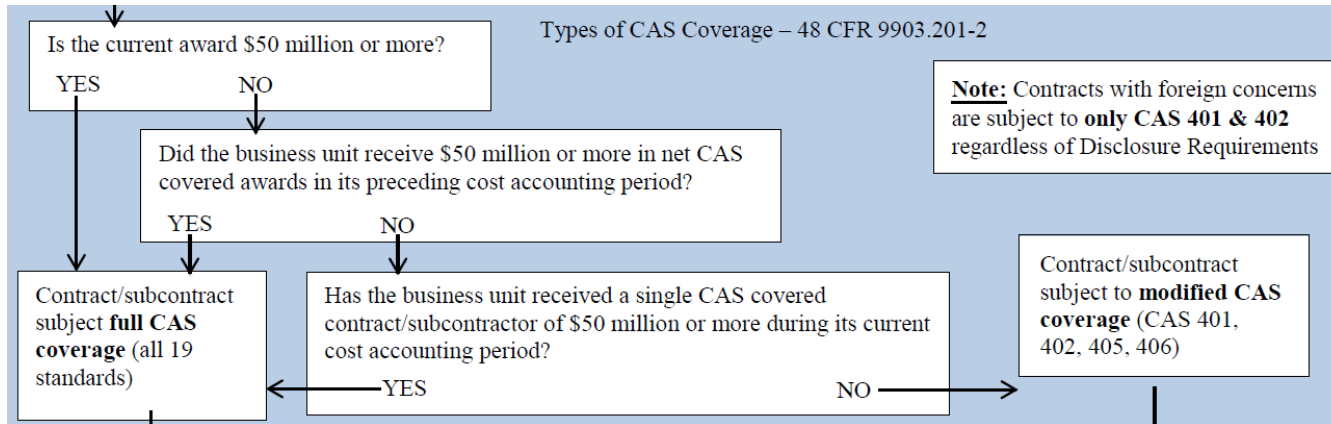 Types of CAS Coverage – 48 CFR 9903.201-2
Is the current award $50 million or more?
YES NO
Note: Contracts with foreign concerns
are subject to only CAS 401 & 402
regardless of Disclosure Requirements
Did the business unit receive $50 million or more in net CAS
covered awards in its preceding cost accounting period?
YES NO
Contract/subcontract
subject full CAS
coverage (all 19
standards)
Has the business unit received a single CAS covered
contract/subcontractor of $50 million or more during its current
cost accounting period?
YES NO
Contract/subcontract
subject to modified CAS
coverage (CAS 401,
402, 405, 406)